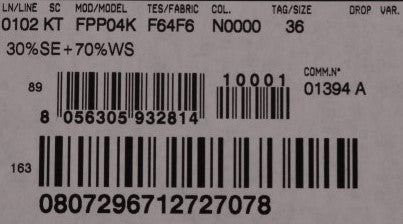 LN/LINE SC MOD/MODEL TES/FABRIC COL. TAG/SIZE DROP VAR.
0102 KT FPP04K F64F6 N0000 36
30%SE+70%WS
10001 COMM.N°
89 01394 A
8 056305 932814
163
0807296712727078